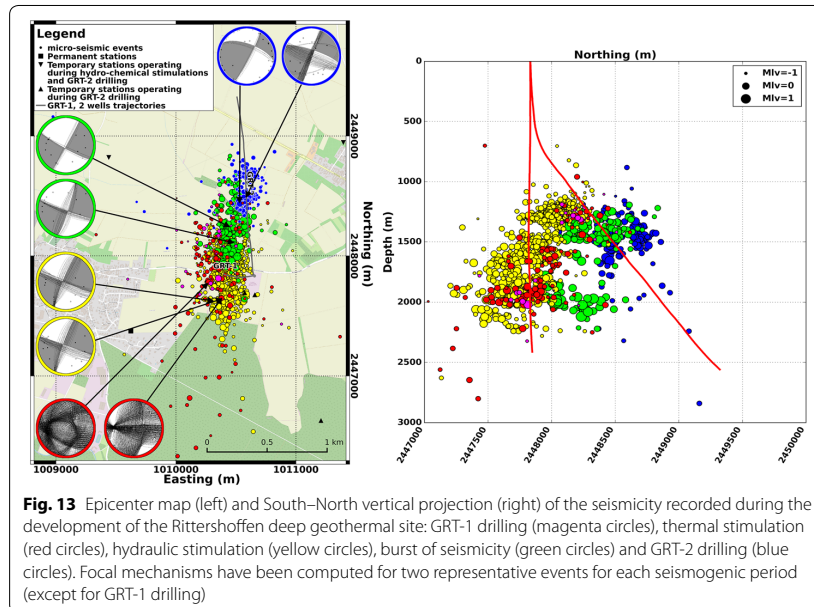 Legend
micro-seismic events
Permanent stations
Temporary stations operating
during hydro-chemical stimulations
and GRT-2 drilling
Temporary stations operating
during GRT-2 drilling
GRT-1, 2 wells trajectories
GRT-1
2449000
2448000
2447000
Northing (m)
0 0.5 1 km
1009000 1010000 1011000
Easting (m)
Northing (m)
Mlv=-1
Mlv=0
Mlv=1
Depth (m)
0
500
1000
1500
2000
2500
3000
2447000 2447500 2448000 2448500 2449000 2449500 2450000
Fig. 13 Epicenter map (left) and South–North vertical projection (right) of the seismicity recorded during the
development of the Rittershoffen deep geothermal site: GRT-1 drilling (magenta circles), thermal stimulation
(red circles), hydraulic stimulation (yellow circles), burst of seismicity (green circles) and GRT-2 drilling (blue
circles). Focal mechanisms have been computed for two representative events for each seismogenic period
(except for GRT-1 drilling)